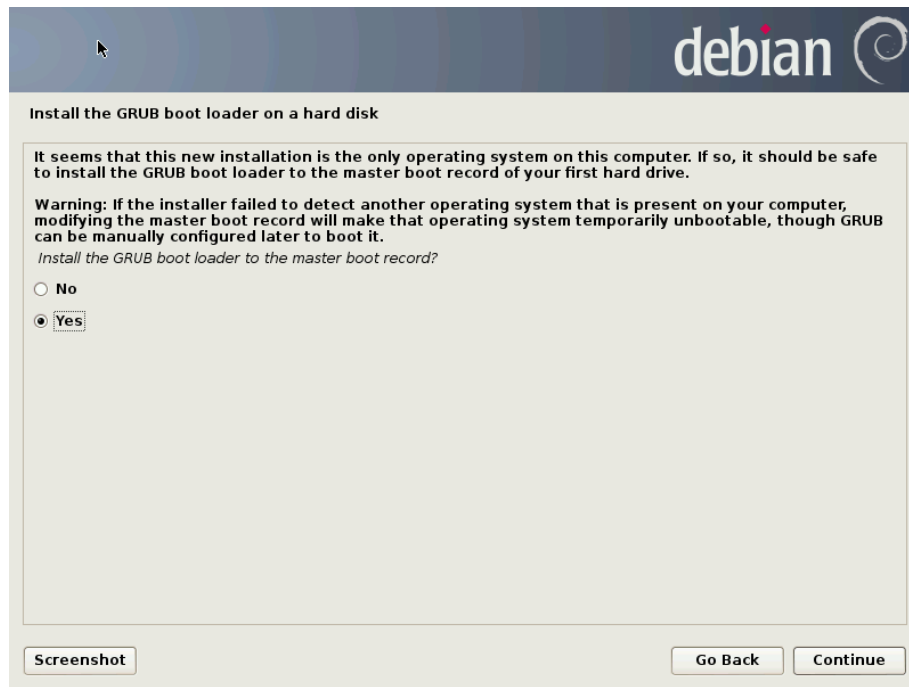 debian
Install the GRUB boot loader on a hard disk
It seems that this new installation is the only operating system on this computer. If so, it should be safe
to install the GRUB boot loader to the master boot record of your first hard drive.
Warning: If the installer failed to detect another operating system that is present on your computer,
modifying the master boot record will make that operating system temporarily unbootable, though GRUB
can be manually configured later to boot it.
Install the GRUB boot loader to the master boot record?
No
Yes
Screenshot
Go Back
Continue